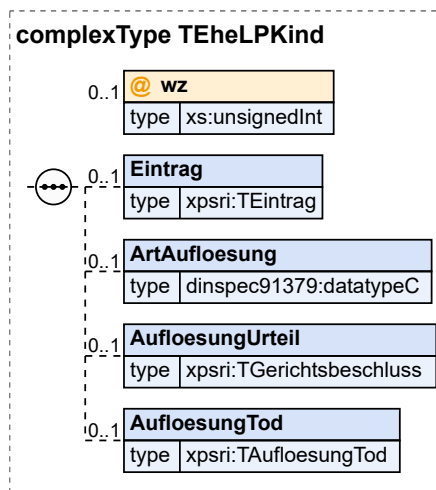 complexType TEheLPKind
0..1 @ wz
type xs:unsignedInt
0..1 Eintrag
type xpsri:TEintrag
0..1 ArtAufloesung
type dinspec91379:datatypeC
0..1 AufloesungUrteil
type xpsri:TGerichtsbeschluss
0..1 AufloesungTod
type xpsri:TAufloesungTod